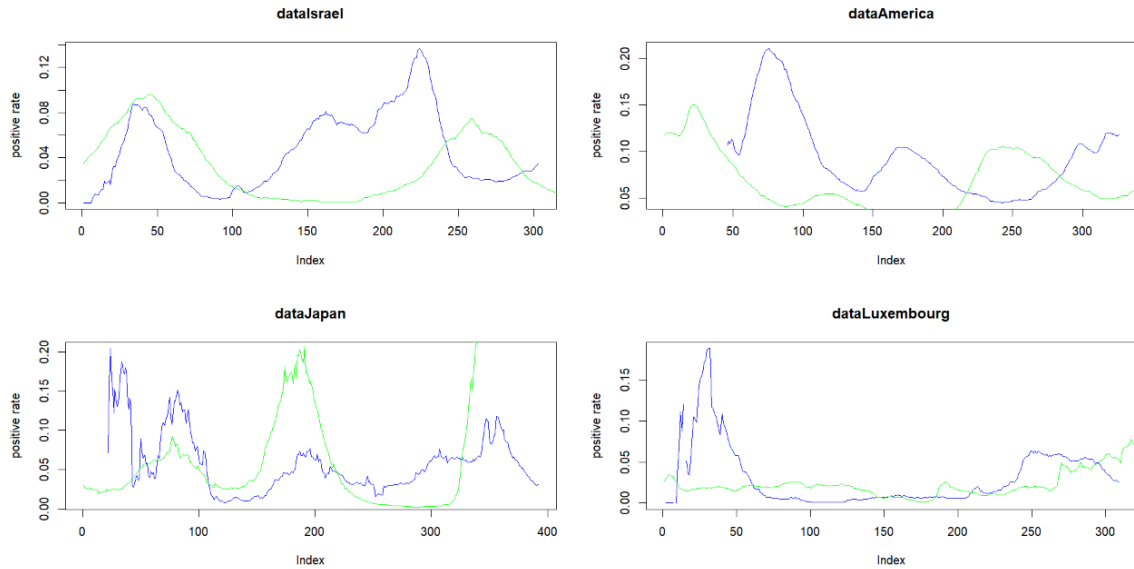 dataIsrael
positive rate
0.00 0.04 0.08 0.12
0 50 100 150 200 250 300
Index
dataAmerica
positive rate
0.05 0.10 0.15 0.20
0 50 100 150 200 250 300
Index
dataJapan
positive rate
0.00 0.05 0.10 0.15 0.20
0 100 200 300 400
Index
dataLuxembourg
positive rate
0.00 0.05 0.10 0.15
0 50 100 150 200 250 300
Index